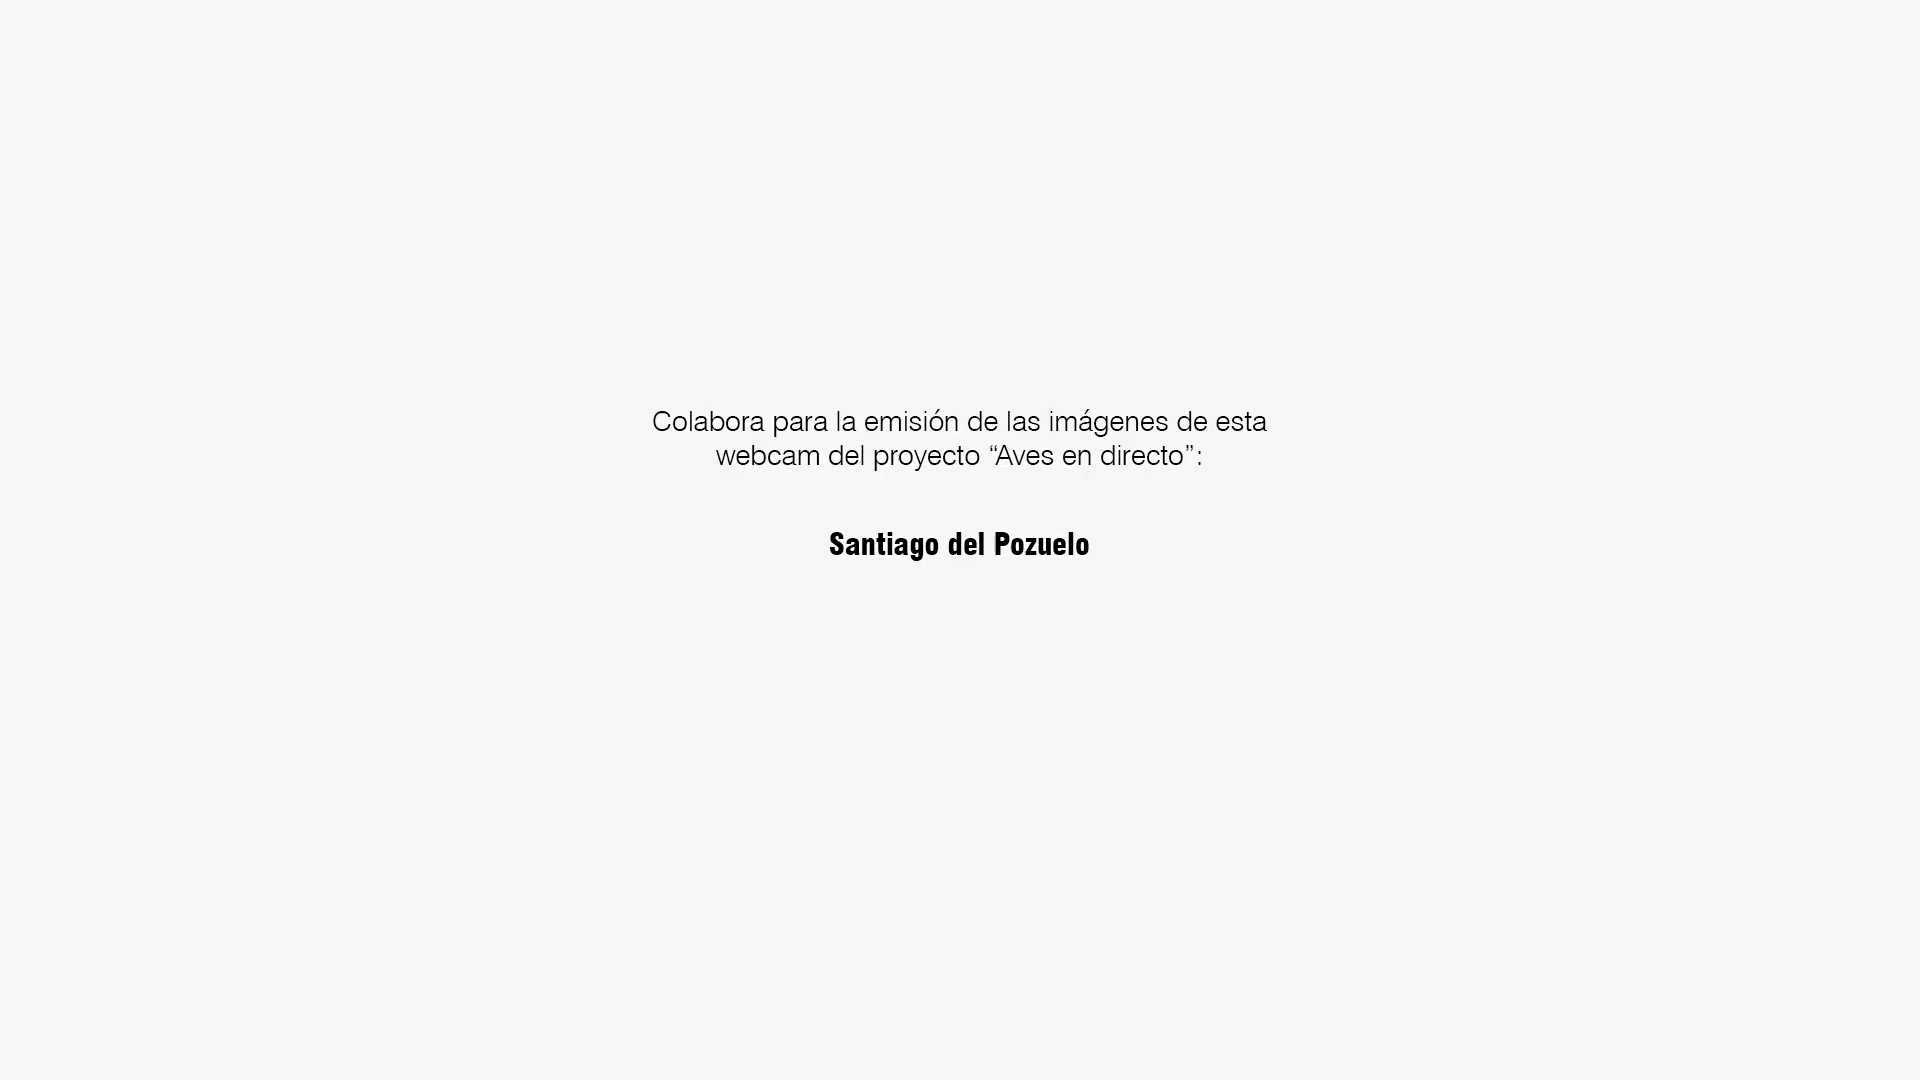 Colabora para la emisión de las imágenes de esta
webcam del proyecto “Aves en directo”:
Santiago del Pozuelo